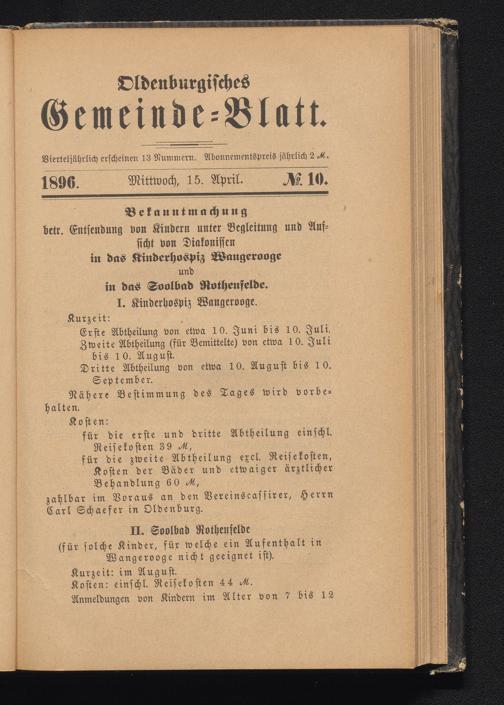 Oldenburgisches
Gemeinde=Blatt.
Vierteljährlich erscheinen 13 Nummern. Abonnementspreis jährlich 2 ℳ.
1896. Mittwoch, 15. April. № 10.
Bekanntmachung
betr. Entsendung von Kindern unter Begleitung und Auf=
sicht von Diakonissen
in das Kinderhospiz Wangerooge
und
in das Soolbad Rothenfelde.
I. Kinderhospiz Wangerooge.
Kurzeit:
Erste Abtheilung von etwa 10. Juni bis 10. Juli.
Zweite Abtheilung (für Bemittelte) von etwa 10. Juli
bis 10. August.
Dritte Abtheilung von etwa 10. August bis 10.
September.
Nähere Bestimmung des Tages wird vorbe=
halten.
Kosten:
für die erste und dritte Abtheilung einschl.
Reisekosten 39 ℳ,
für die zweite Abtheilung excl. Reisekosten,
Kosten der Bäder und etwaiger ärztlicher
Behandlung 60 ℳ,
zahlbar im Voraus an den Vereinscassirer, Herrn
Carl Schaefer in Oldenburg.
II. Soolbad Rothenfelde
(für solche Kinder, für welche ein Aufenthalt in
Wangerooge nicht geeignet ist).
Kurzeit: im August.
Kosten: einschl. Reisekosten 44 ℳ.
Anmeldungen von Kindern im Alter von 7 bis 12